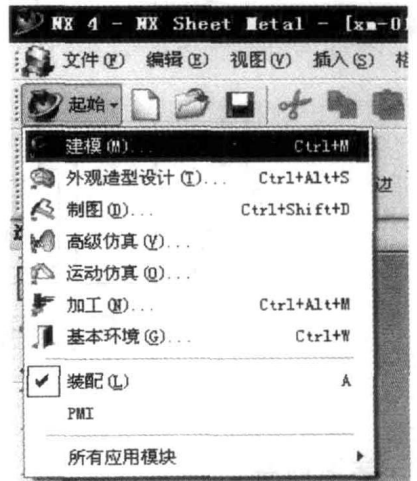 NX 4 - NX Sheet Metal - [xm-0
文件(F) 编辑(E) 视图(V) 插入(S)
起始
建模(M)... Ctrl+M
外观造型设计(T)... Ctrl+Alt+S
制图(D)... Ctrl+Shift+D
边
高级仿真(V)...
运动仿真(O)...
加工(N)... Ctrl+Alt+M
基本环境(G)... Ctrl+W
装配(L) A
PMI
所有应用模块